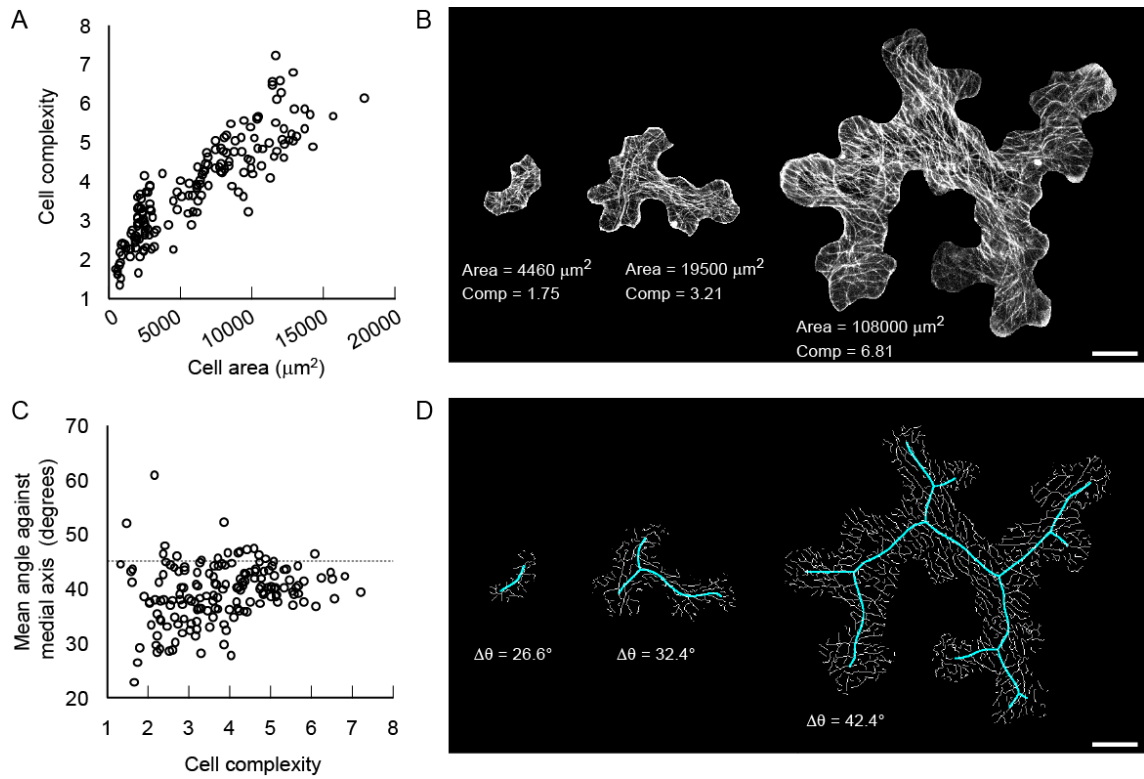 A
8
7
6
5
4
3
2
1
Cell complexity
0
5000
10000
15000
20000
Cell area (μm²)
B
Area = 4460 μm²
Comp = 1.75
Area = 19500 μm²
Comp = 3.21
Area = 108000 μm²
Comp = 6.81
C
70
60
50
40
30
20
Mean angle against
medial axis (degrees)
1 2 3 4 5 6 7 8
Cell complexity
D
Δθ = 26.6°
Δθ = 32.4°
Δθ = 42.4°